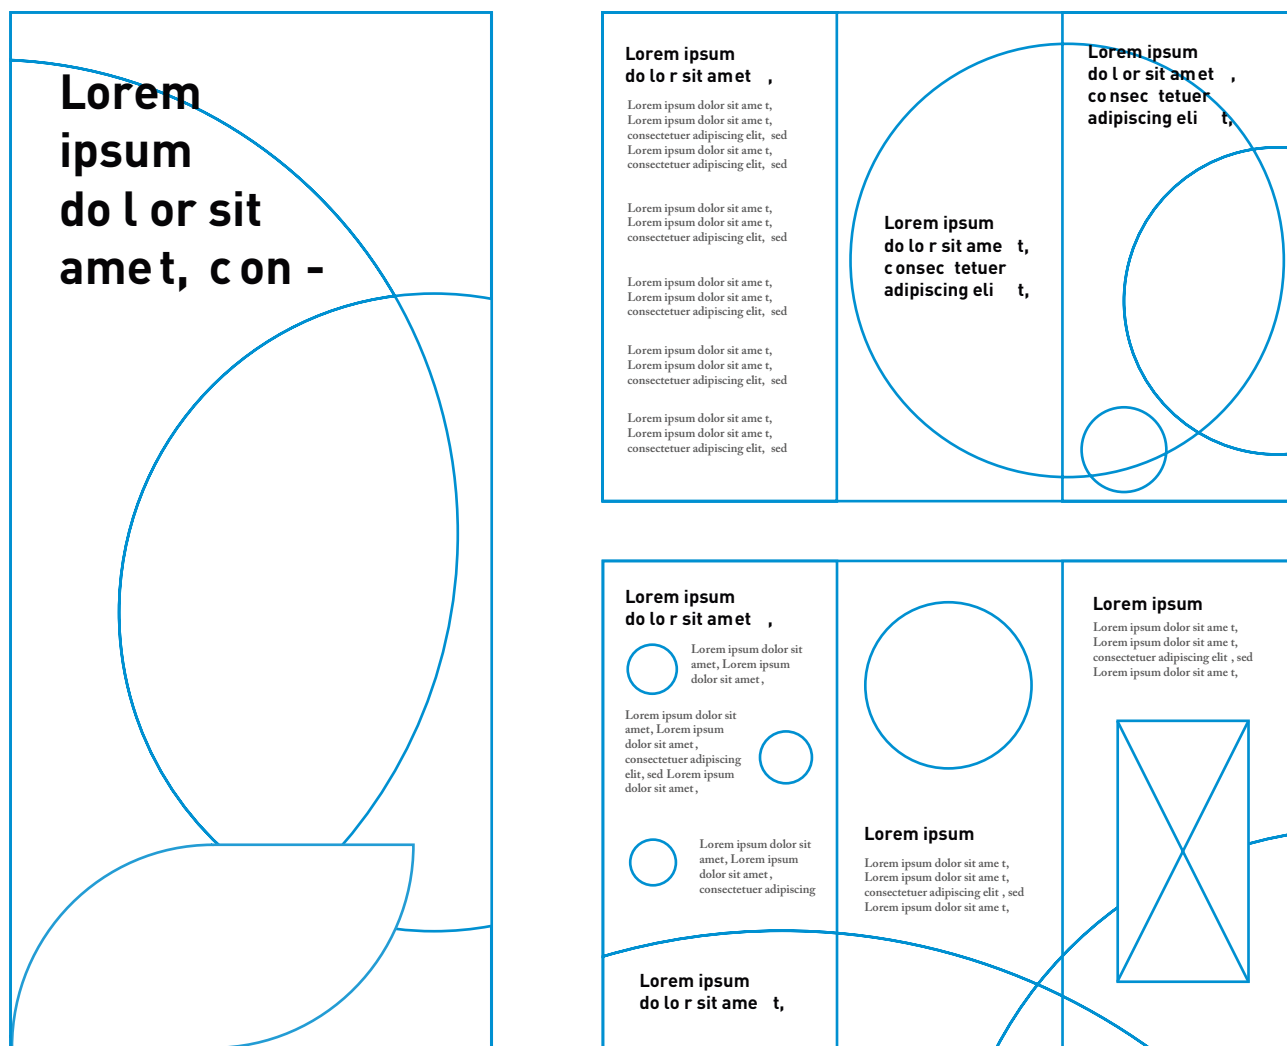 Lorem
ipsum
do l or sit
amet, con -
Lorem ipsum
do lo r sit amet ,
Lorem ipsum dolor sit ame t,
Lorem ipsum dolor sit ame t,
consectetuer adipiscing elit, sed
Lorem ipsum dolor sit ame t,
consectetuer adipiscing elit, sed
Lorem ipsum dolor sit ame t,
Lorem ipsum dolor sit ame t,
consectetuer adipiscing elit, sed
Lorem ipsum dolor sit ame t,
Lorem ipsum dolor sit ame t,
consectetuer adipiscing elit, sed
Lorem ipsum dolor sit ame t,
Lorem ipsum dolor sit ame t,
consectetuer adipiscing elit, sed
Lorem ipsum dolor sit ame t,
Lorem ipsum dolor sit ame t,
consectetuer adipiscing elit, sed
Lorem ipsum
do lo r sit ame t,
c onsec tetuer
adipiscing eli t,
Lorem ipsum
do l or sit amet ,
co nsec tetuer
adipiscing eli t,
Lorem ipsum
do lo r sit amet ,
Lorem ipsum dolor sit
amet, Lorem ipsum
dolor sit amet ,
Lorem ipsum dolor sit
amet, Lorem ipsum
dolor sit amet ,
consectetuer adipiscing
elit, sed Lorem ipsum
dolor sit amet ,
Lorem ipsum dolor sit
amet, Lorem ipsum
dolor sit amet ,
consectetuer adipiscing
Lorem ipsum
do lo r sit ame t,
Lorem ipsum
Lorem ipsum dolor sit ame t,
Lorem ipsum dolor sit ame t,
consectetuer adipiscing elit , sed
Lorem ipsum dolor sit ame t,
Lorem ipsum
Lorem ipsum dolor sit ame t,
Lorem ipsum dolor sit ame t,
consectetuer adipiscing elit , sed
Lorem ipsum dolor sit ame t,